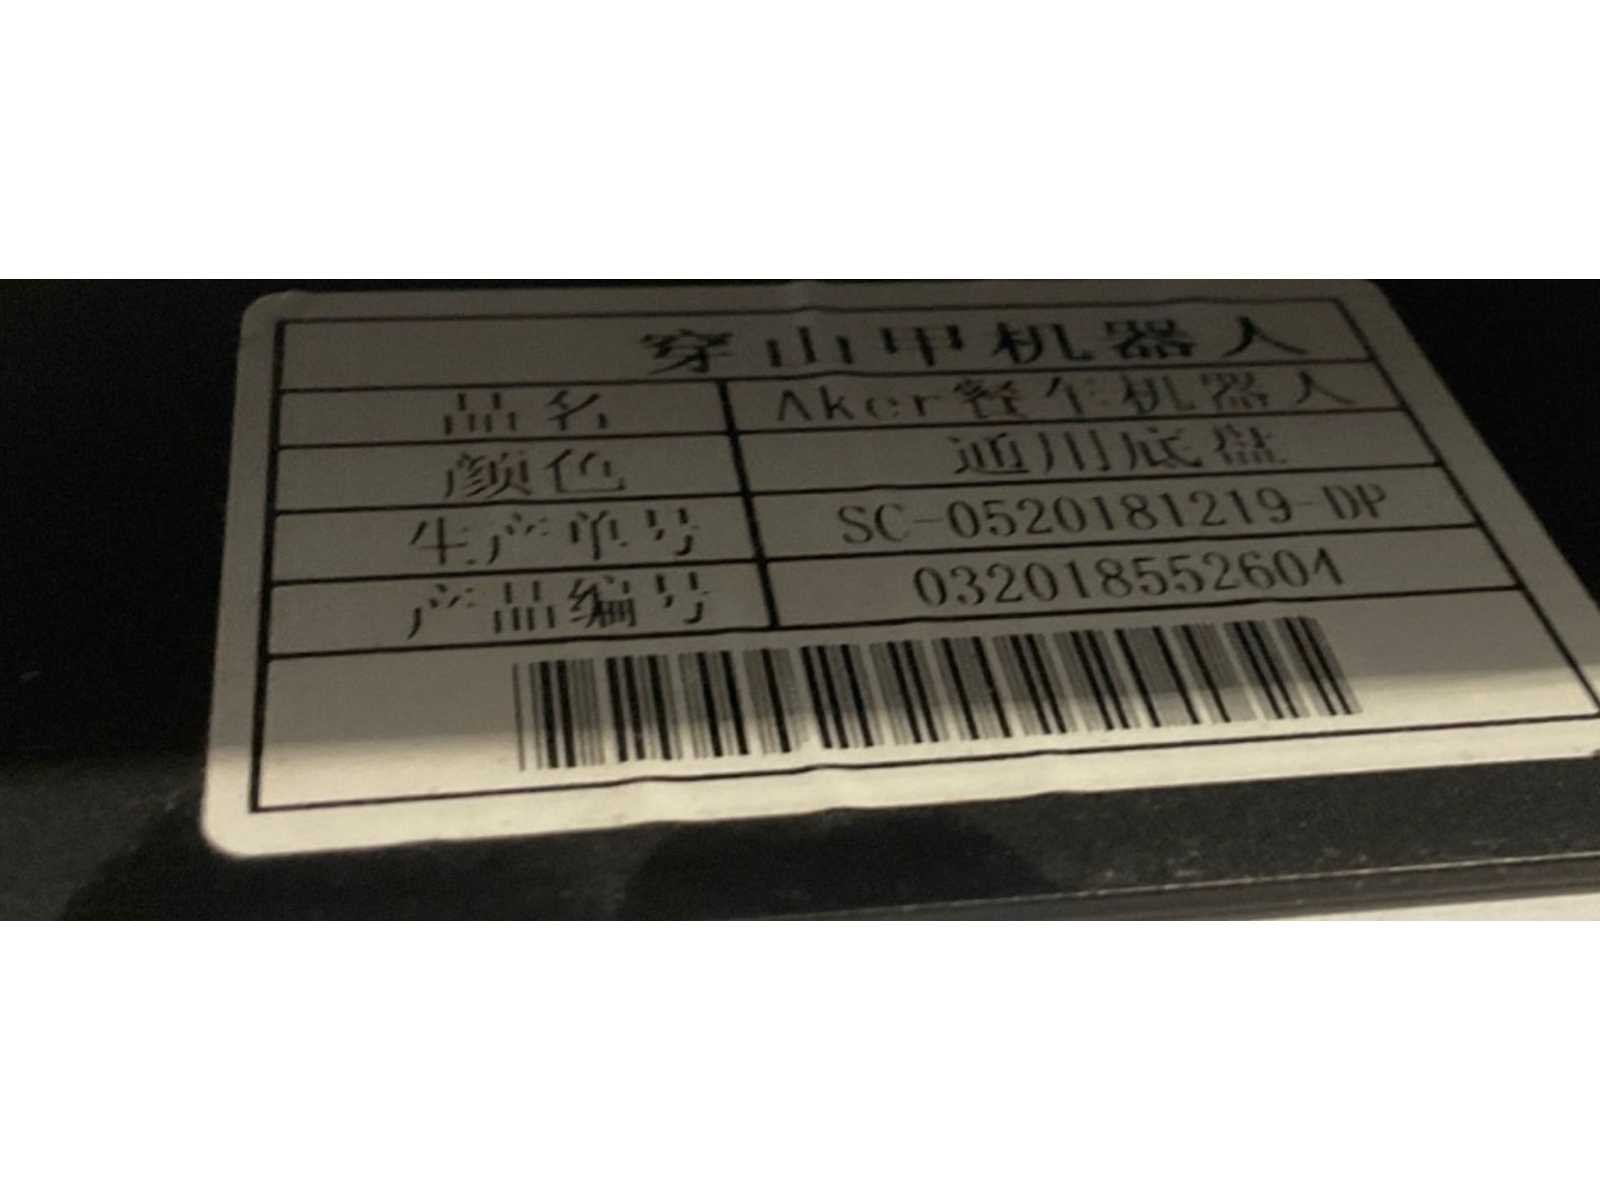 穿山甲机器人
品名 Aker餐车机器人
颜色 通用底盘
生产单号 SC-0520181219-DP
产品编号 032018552604